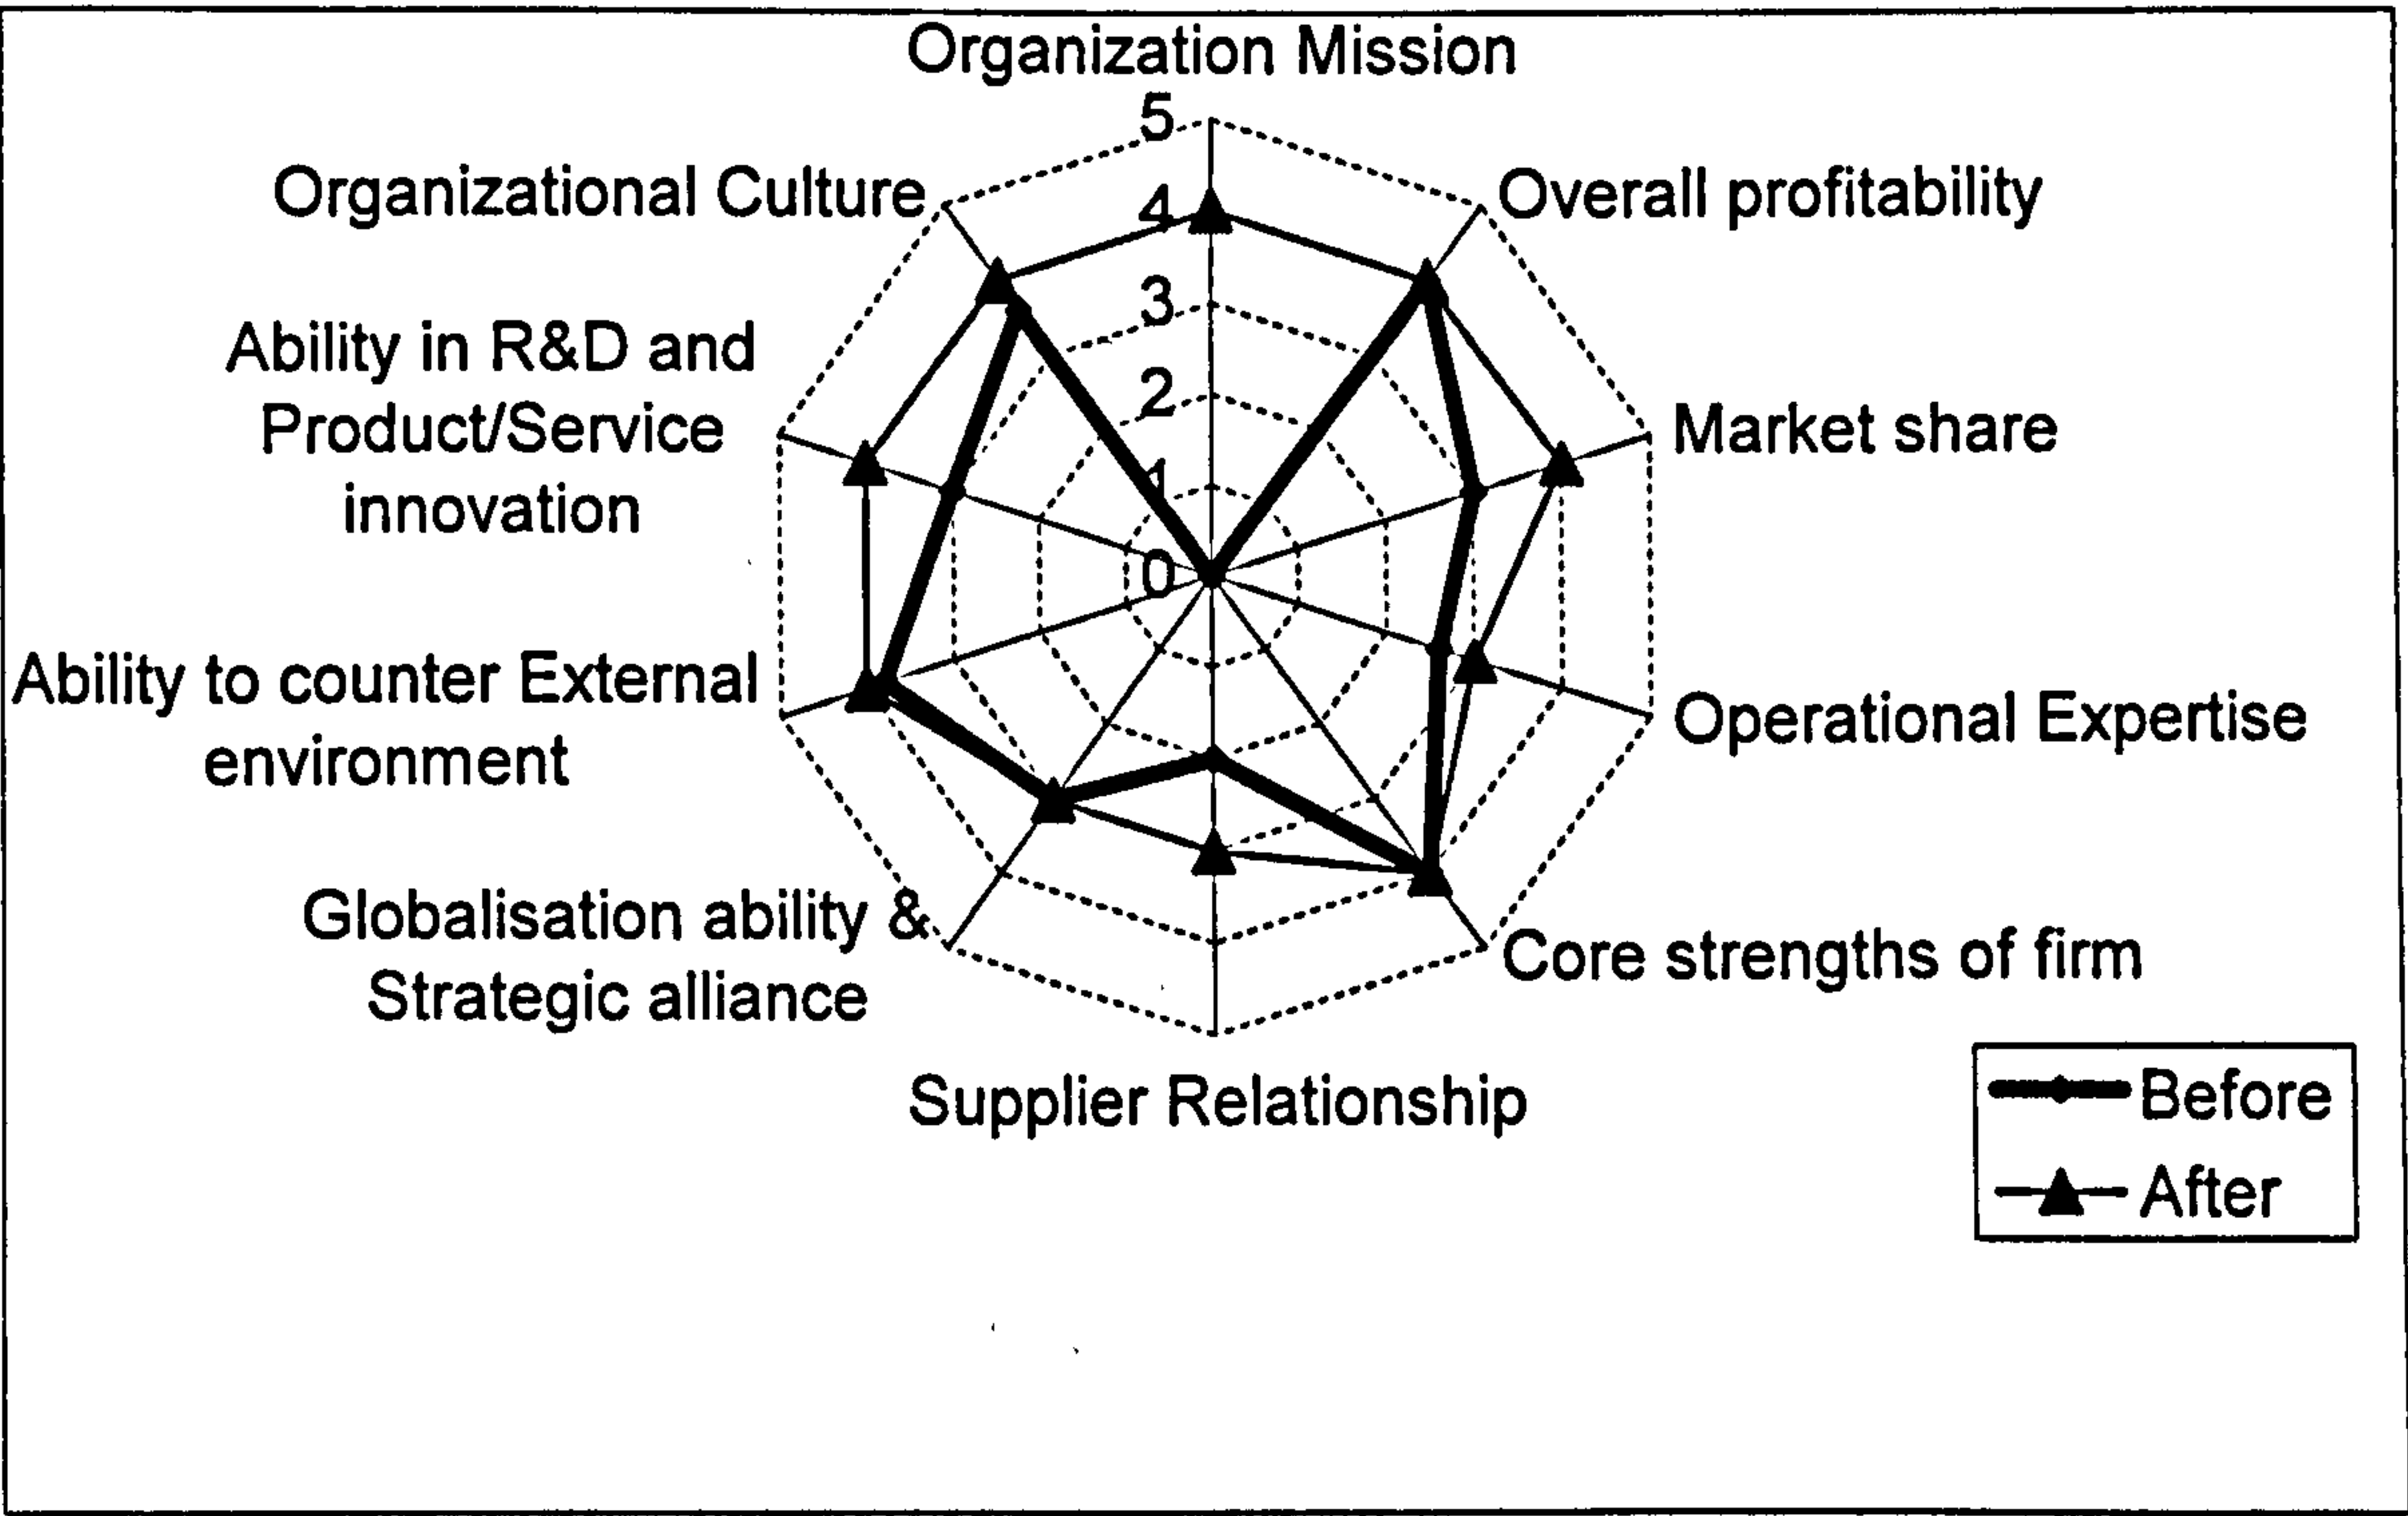 Organization Mission
5
Organizational Culture
Overall profitability
4
3
Ability in R&D and
Product/Service
innovation
2
Market share
1
0
Ability to counter External
environment
Operational Expertise
Globalisation ability &
Strategic alliance
Core strengths of firm
Supplier Relationship
Before
After